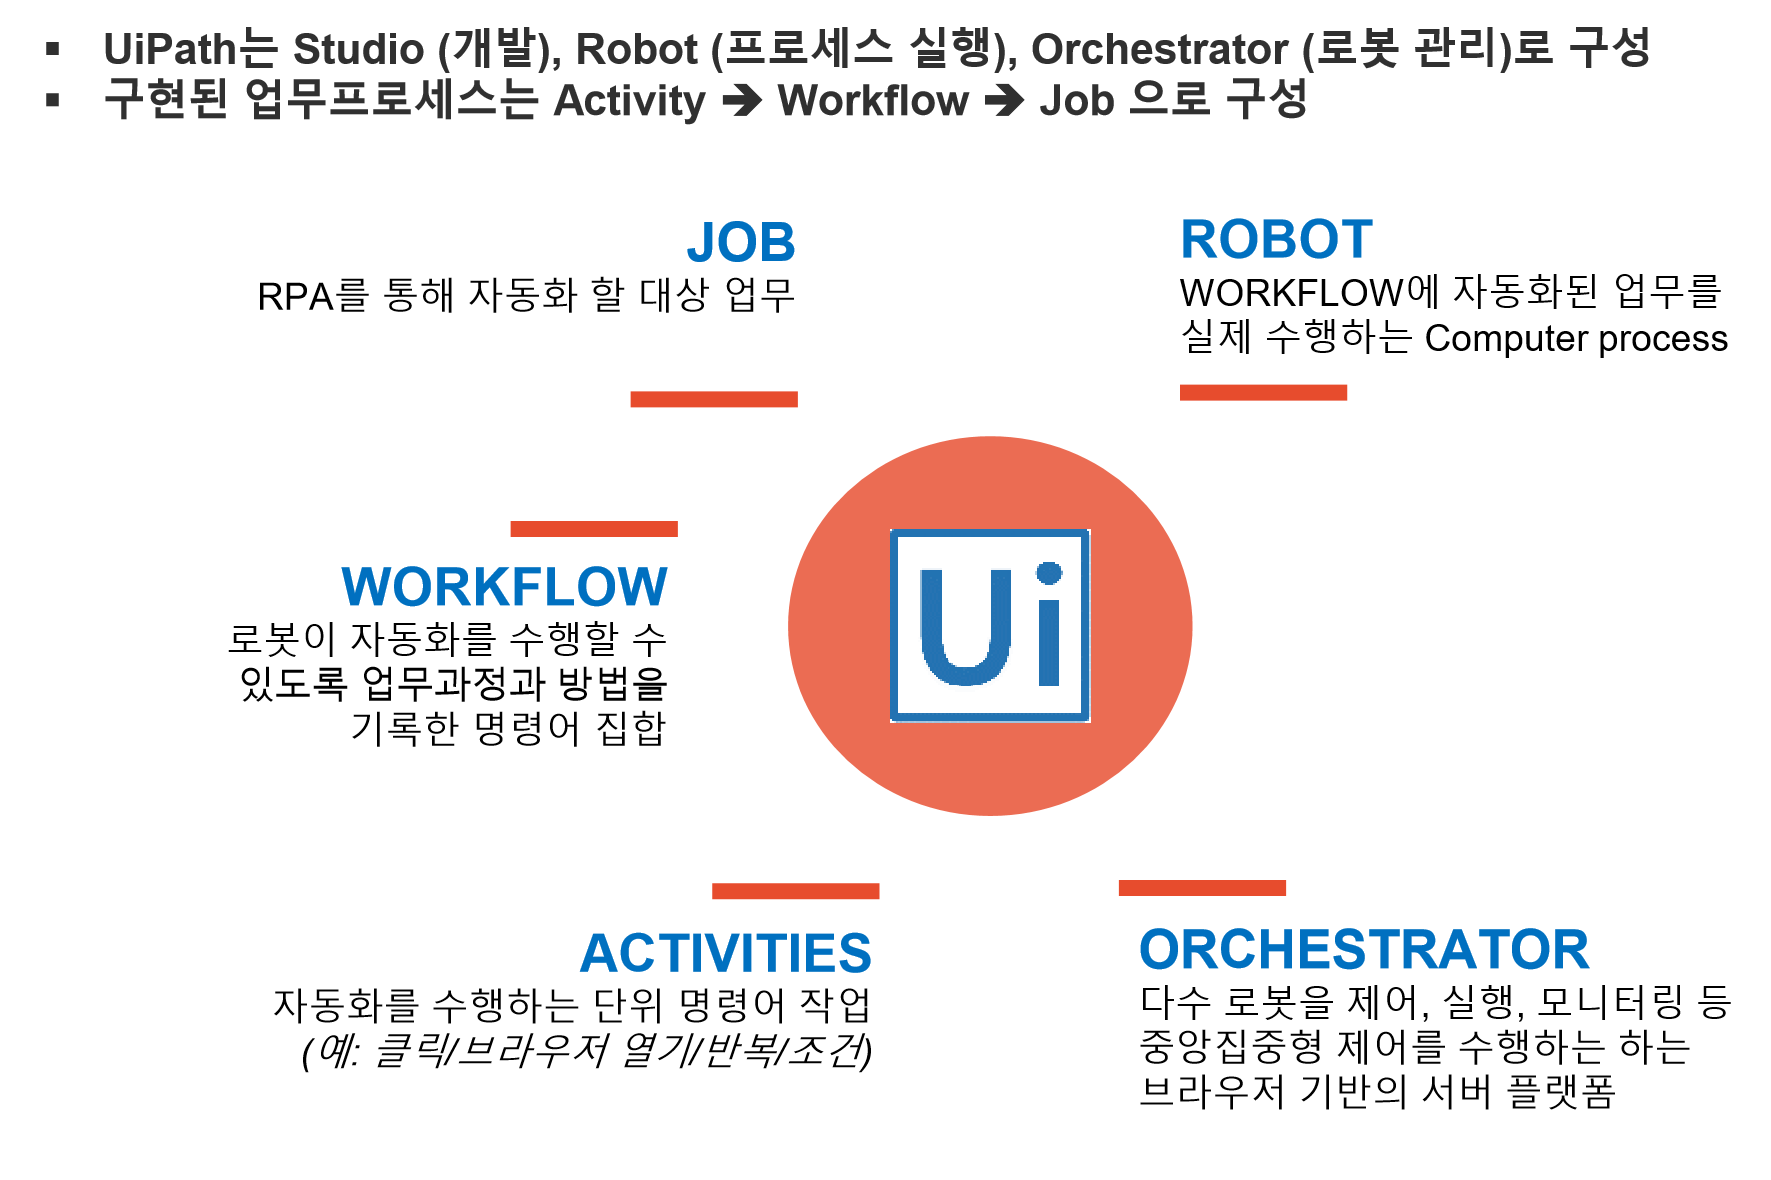 ▪ UiPath는 Studio (개발), Robot (프로세스 실행), Orchestrator (로봇 관리)로 구성
▪ 구현된 업무프로세스는 Activity ➔ Workflow ➔ Job 으로 구성
JOB
RPA를 통해 자동화 할 대상 업무
ROBOT
WORKFLOW에 자동화된 업무를
실제 수행하는 Computer process
WORKFLOW
로봇이 자동화를 수행할 수
있도록 업무과정과 방법을
기록한 명령어 집합
Ui
ACTIVITIES
자동화를 수행하는 단위 명령어 작업
(예: 클릭/브라우저 열기/반복/조건)
ORCHESTRATOR
다수 로봇을 제어, 실행, 모니터링 등
중앙집중형 제어를 수행하는 하는
브라우저 기반의 서버 플랫폼